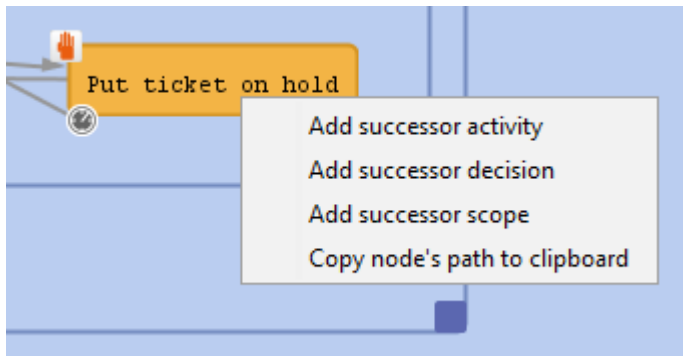 Put ticket on hold
Add successor activity
Add successor decision
Add successor scope
Copy node's path to clipboard